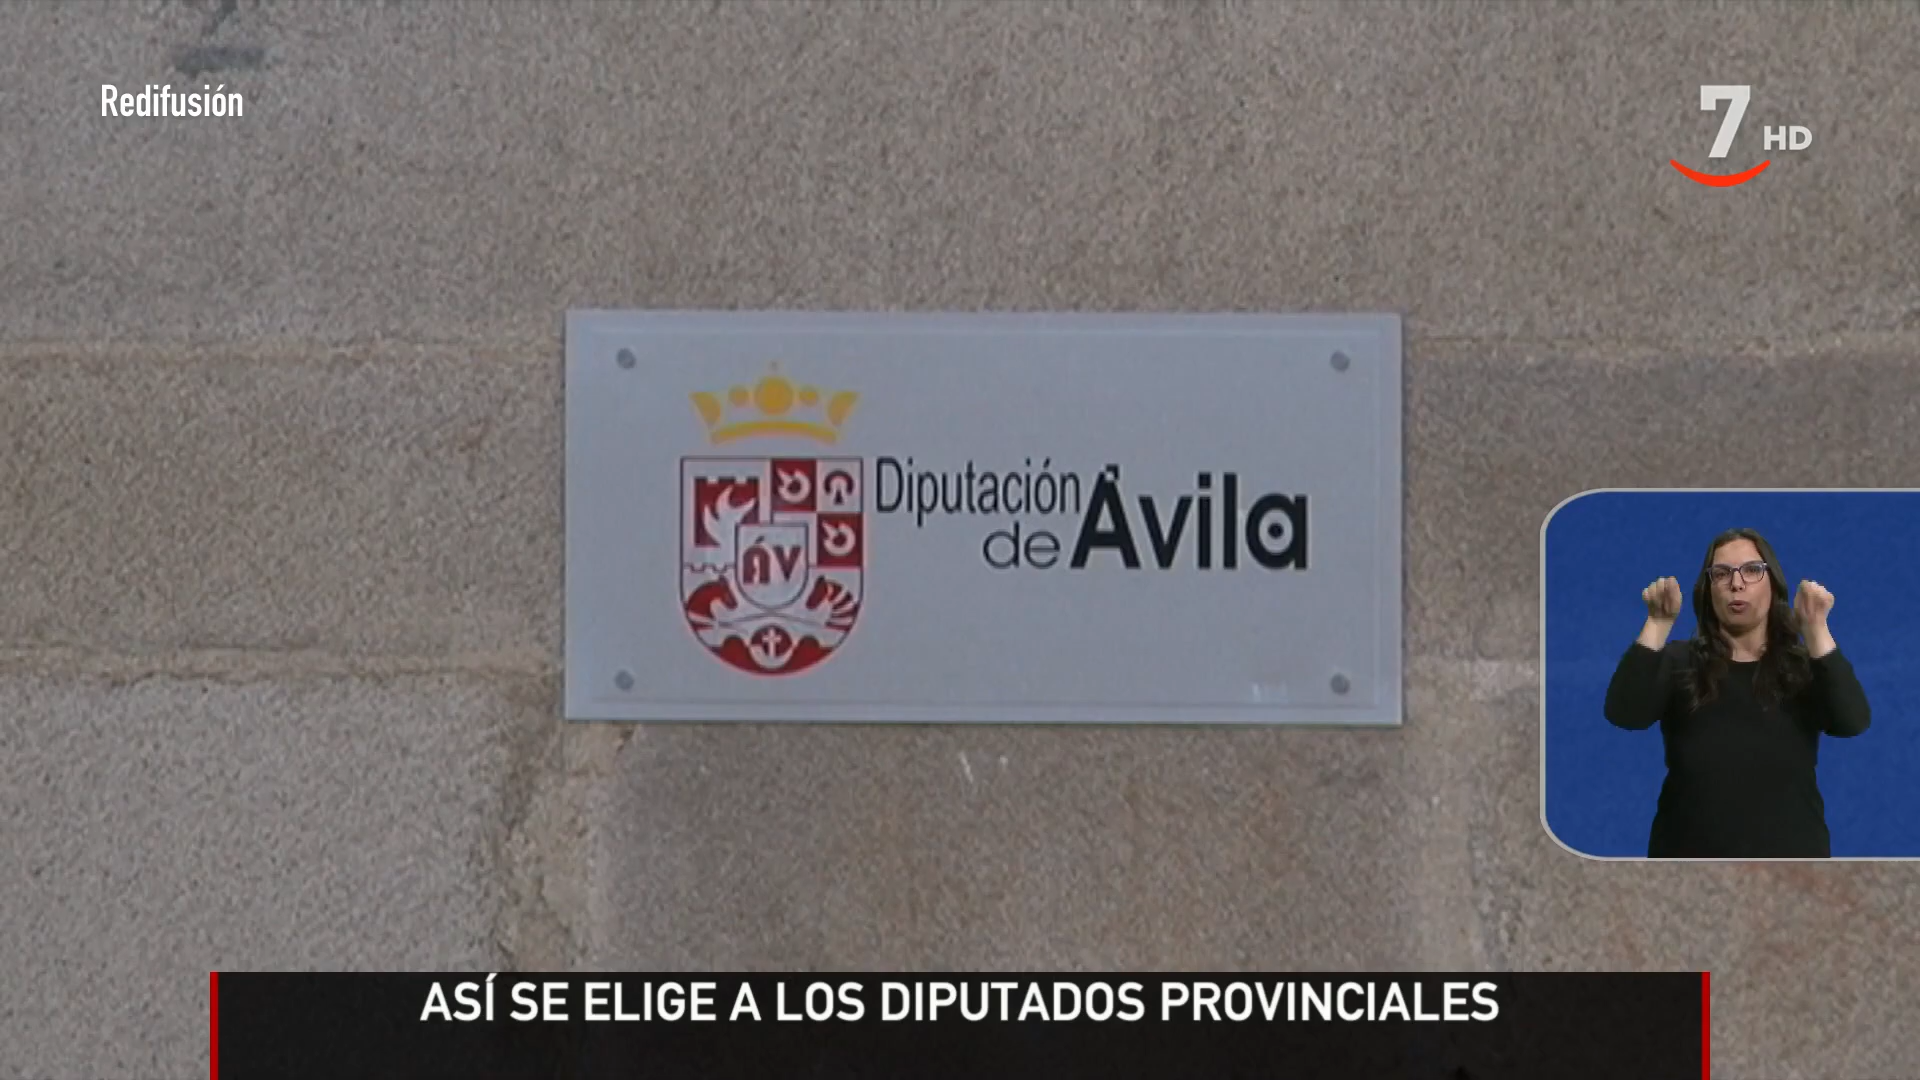 Redifusión
7 HD
Diputación
de Ávila
ÁV
ASÍ SE ELIGE A LOS DIPUTADOS PROVINCIALES